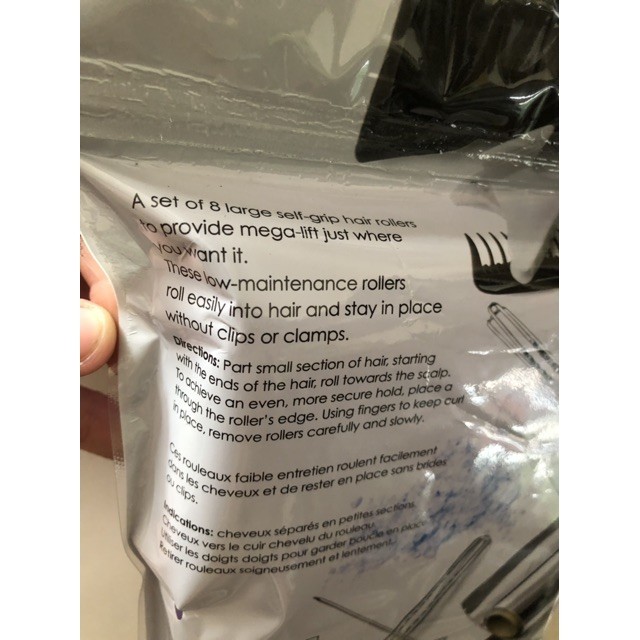 A set of 8 large self-grip hair rollers
to provide mega-lift just where
you want it.
These low-maintenance rollers
roll easily into hair and stay in place
without clips or clamps.
Directions: Part small section of hair, starting
with the ends of the hair, roll towards the scalp.
To achieve an even, more secure hold, place a
through the roller's edge. Using fingers to keep curl
in place, remove rollers carefully and slowly.
Ces rouleaux faible entretien roulent facilement
dans les cheveux et de rester en place sans brides
ou clips.
Indications: cheveux séparés en petites sections
Cheveux vers le cuir chevelu du rouleau
Utiliser les doigts doigts pour garder boucle en place
Retirer rouleaux soigneusement et lentement.